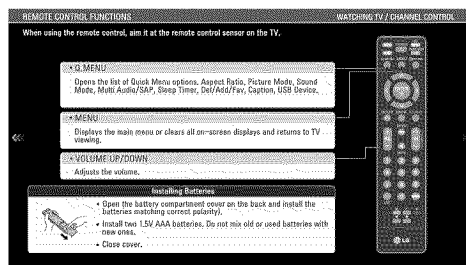 REMOTE CONTROL FUNCTIONS
WATCHING TV / CHANNEL CONTROL
When using the remote control, aim it at the remote control sensor on the TV.
• Q.MENU
Opens the list of Quick Menu options. Aspect Ratio, Picture Mode, Sound
Mode, Multi Audio/SAP, Sleep Timer, Del/Add/Fav, Caption, USB Device.
• MENU
Displays the main menu or clears all on-screen displays and returns to TV
viewing.
• VOLUME UP/DOWN
Adjusts the volume.
Installing Batteries
• Open the battery compartment cover on the back and install the
batteries matching correct polarity).
• Install two 1.5V AAA batteries. Do not mix old or used batteries with
new ones.
• Close cover.
LG